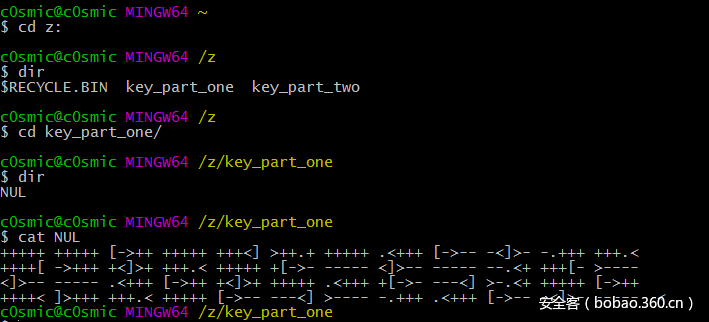 c0smic@c0smic MINGW64 ~
$ cd z:
c0smic@c0smic MINGW64 /z
$ dir
$RECYCLE.BIN  key_part_one  key_part_two
c0smic@c0smic MINGW64 /z
$ cd key_part_one/
c0smic@c0smic MINGW64 /z/key_part_one
$ dir
NUL
c0smic@c0smic MINGW64 /z/key_part_one
$ cat NUL
+++++ +++++ [->++ +++++ +++<] >++.+ +++++ .<+++ [->-- -<]>- -.+++ +++.<
++++[ ->+++ +<]>+ +++.< +++++ +[->- ----- <]>-- ----- --.<+ +++[- >----
<]>-- ----- .<+++ [->++ +<]>+ +++++ .<+++ +[->- ---<] >-.<+ +++++ [->++
++++< ]>+++ +++.< +++++ [->-- ---<] >---- -.+++ .<+++ [->-- -<]>-
c0smic@c0smic MINGW64 /z/key_part_one
安全客（bobao.360.cn）